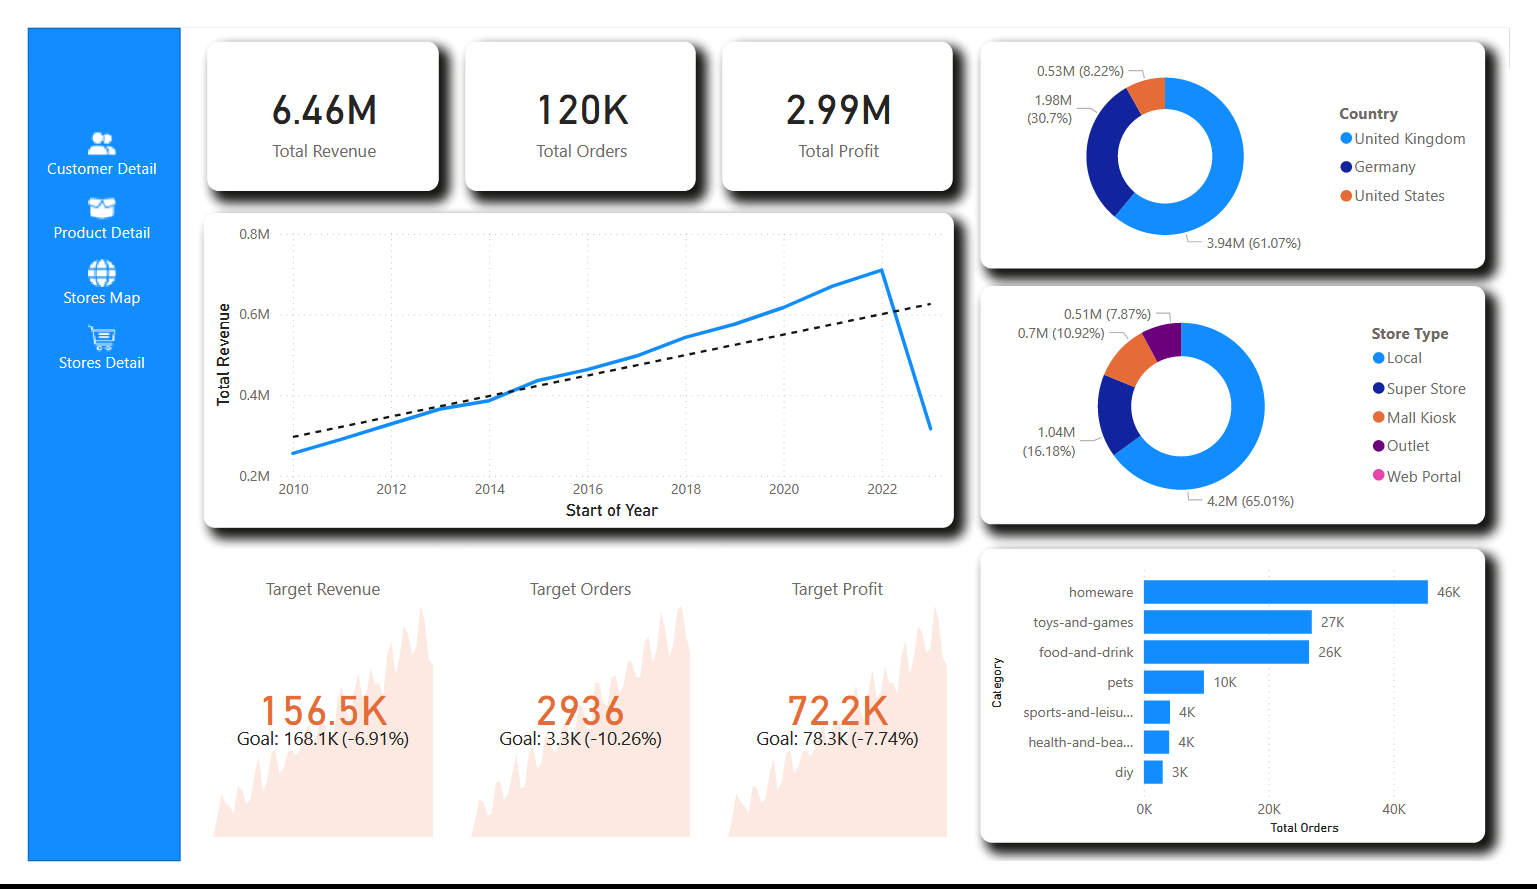 Customer Detail
Product Detail
Stores Map
Stores Detail
6.46M
Total Revenue
120K
Total Orders
2.99M
Total Profit
0.8M
0.6M
0.4M
0.2M
Total Revenue
2010 2012 2014 2016 2018 2020 2022
Start of Year
Target Revenue
156.5K
Goal: 168.1K (-6.91%)
Target Orders
2936
Goal: 3.3K (-10.26%)
Target Profit
72.2K
Goal: 78.3K (-7.74%)
0.53M (8.22%)
1.98M
(30.7%)
3.94M (61.07%)
Country
United Kingdom
Germany
United States
0.51M (7.87%)
0.7M (10.92%)
1.04M
(16.18%)
4.2M (65.01%)
Store Type
Local
Super Store
Mall Kiosk
Outlet
Web Portal
Category
homeware 46K
toys-and-games 27K
food-and-drink 26K
pets 10K
sports-and-leisu... 4K
health-and-bea... 4K
diy 3K
0K 20K 40K
Total Orders